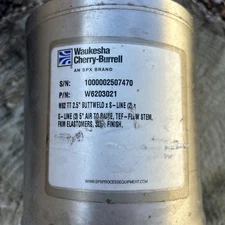 Waukesha
Cherry-Burrell
AN SPX BRAND
S/N: 1000002507470
P/N: W6203021
W62 TT 2.5" BUTTWELD x S-LINE (2) x
S-LINE (3) 5" AIR TO RAISE, TEF-FLOW STEM,
FKM ELASTOMERS, FINISH,
WWW.SPXPROCESSEQUIPMENT.COM